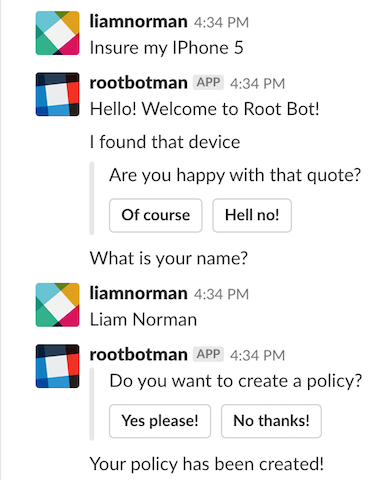 liamnorman 4:34 PM
Insure my IPhone 5
rootbotman APP 4:34 PM
Hello! Welcome to Root Bot!
I found that device
Are you happy with that quote?
Of course Hell no!
What is your name?
liamnorman 4:34 PM
Liam Norman
rootbotman APP 4:34 PM
Do you want to create a policy?
Yes please! No thanks!
Your policy has been created!